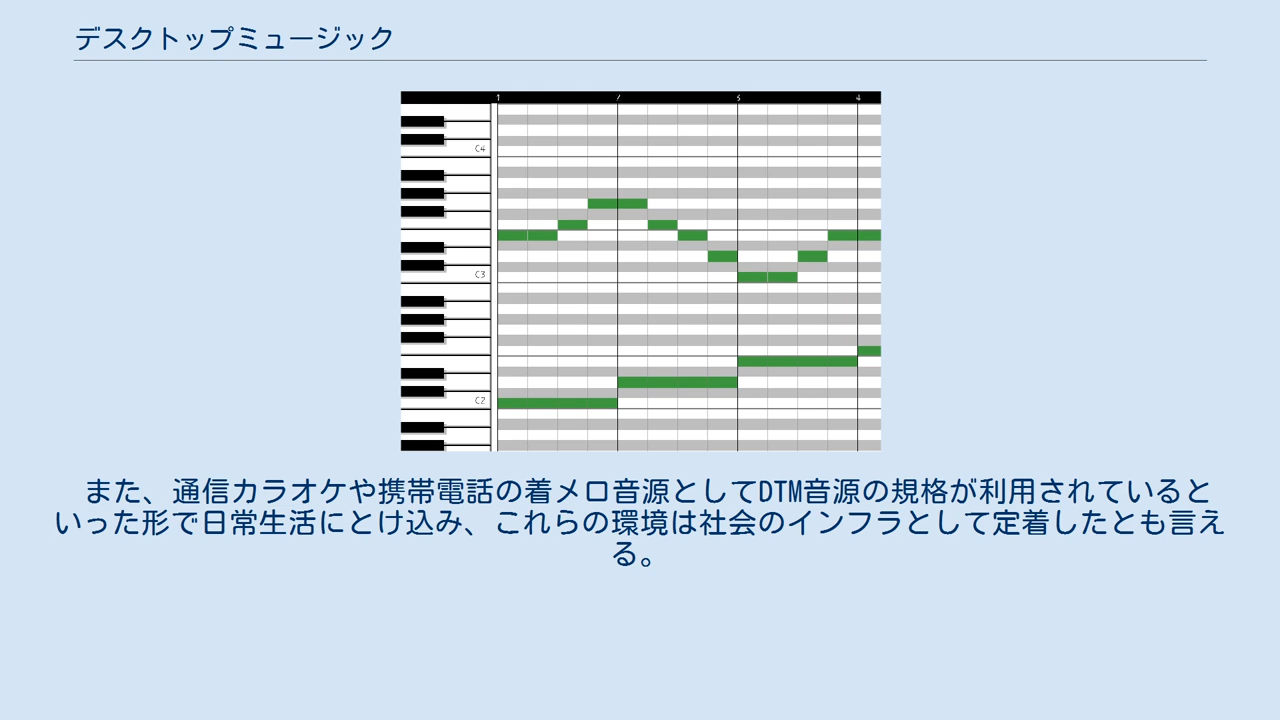 デスクトップミュージック
1 2 3 4
C4
C3
C2
また、通信カラオケや携帯電話の着メロ音源としてDTM音源の規格が利用されていると
いった形で日常生活にとけ込み、これらの環境は社会のインフラとして定着したとも言え
る。